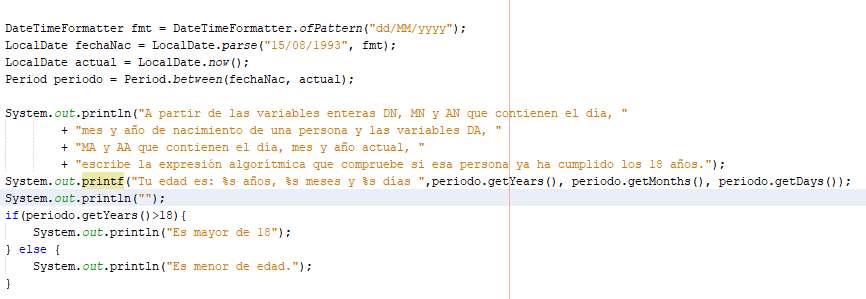 DateTimeFormatter fmt = DateTimeFormatter.ofPattern("dd/MM/yyyy");
LocalDate fechaNac = LocalDate.parse("15/08/1993", fmt);
LocalDate actual = LocalDate.now();
Period periodo = Period.between(fechaNac, actual);
System.out.println("A partir de las variables enteras DN, MN y AN que contienen el día, "
+ "mes y año de nacimiento de una persona y las variables DA, "
+ "MA y AA que contienen el día, mes y año actual, "
+ "escribe la expresión algorítmica que compruebe si esa persona ya ha cumplido los 18 años.");
System.out.printf("Tu edad es: %s años, %s meses y %s días ",periodo.getYears(), periodo.getMonths(), periodo.getDays());
System.out.println("");
if(periodo.getYears()>18){
System.out.println("Es mayor de 18");
} else {
System.out.println("Es menor de edad.");
}